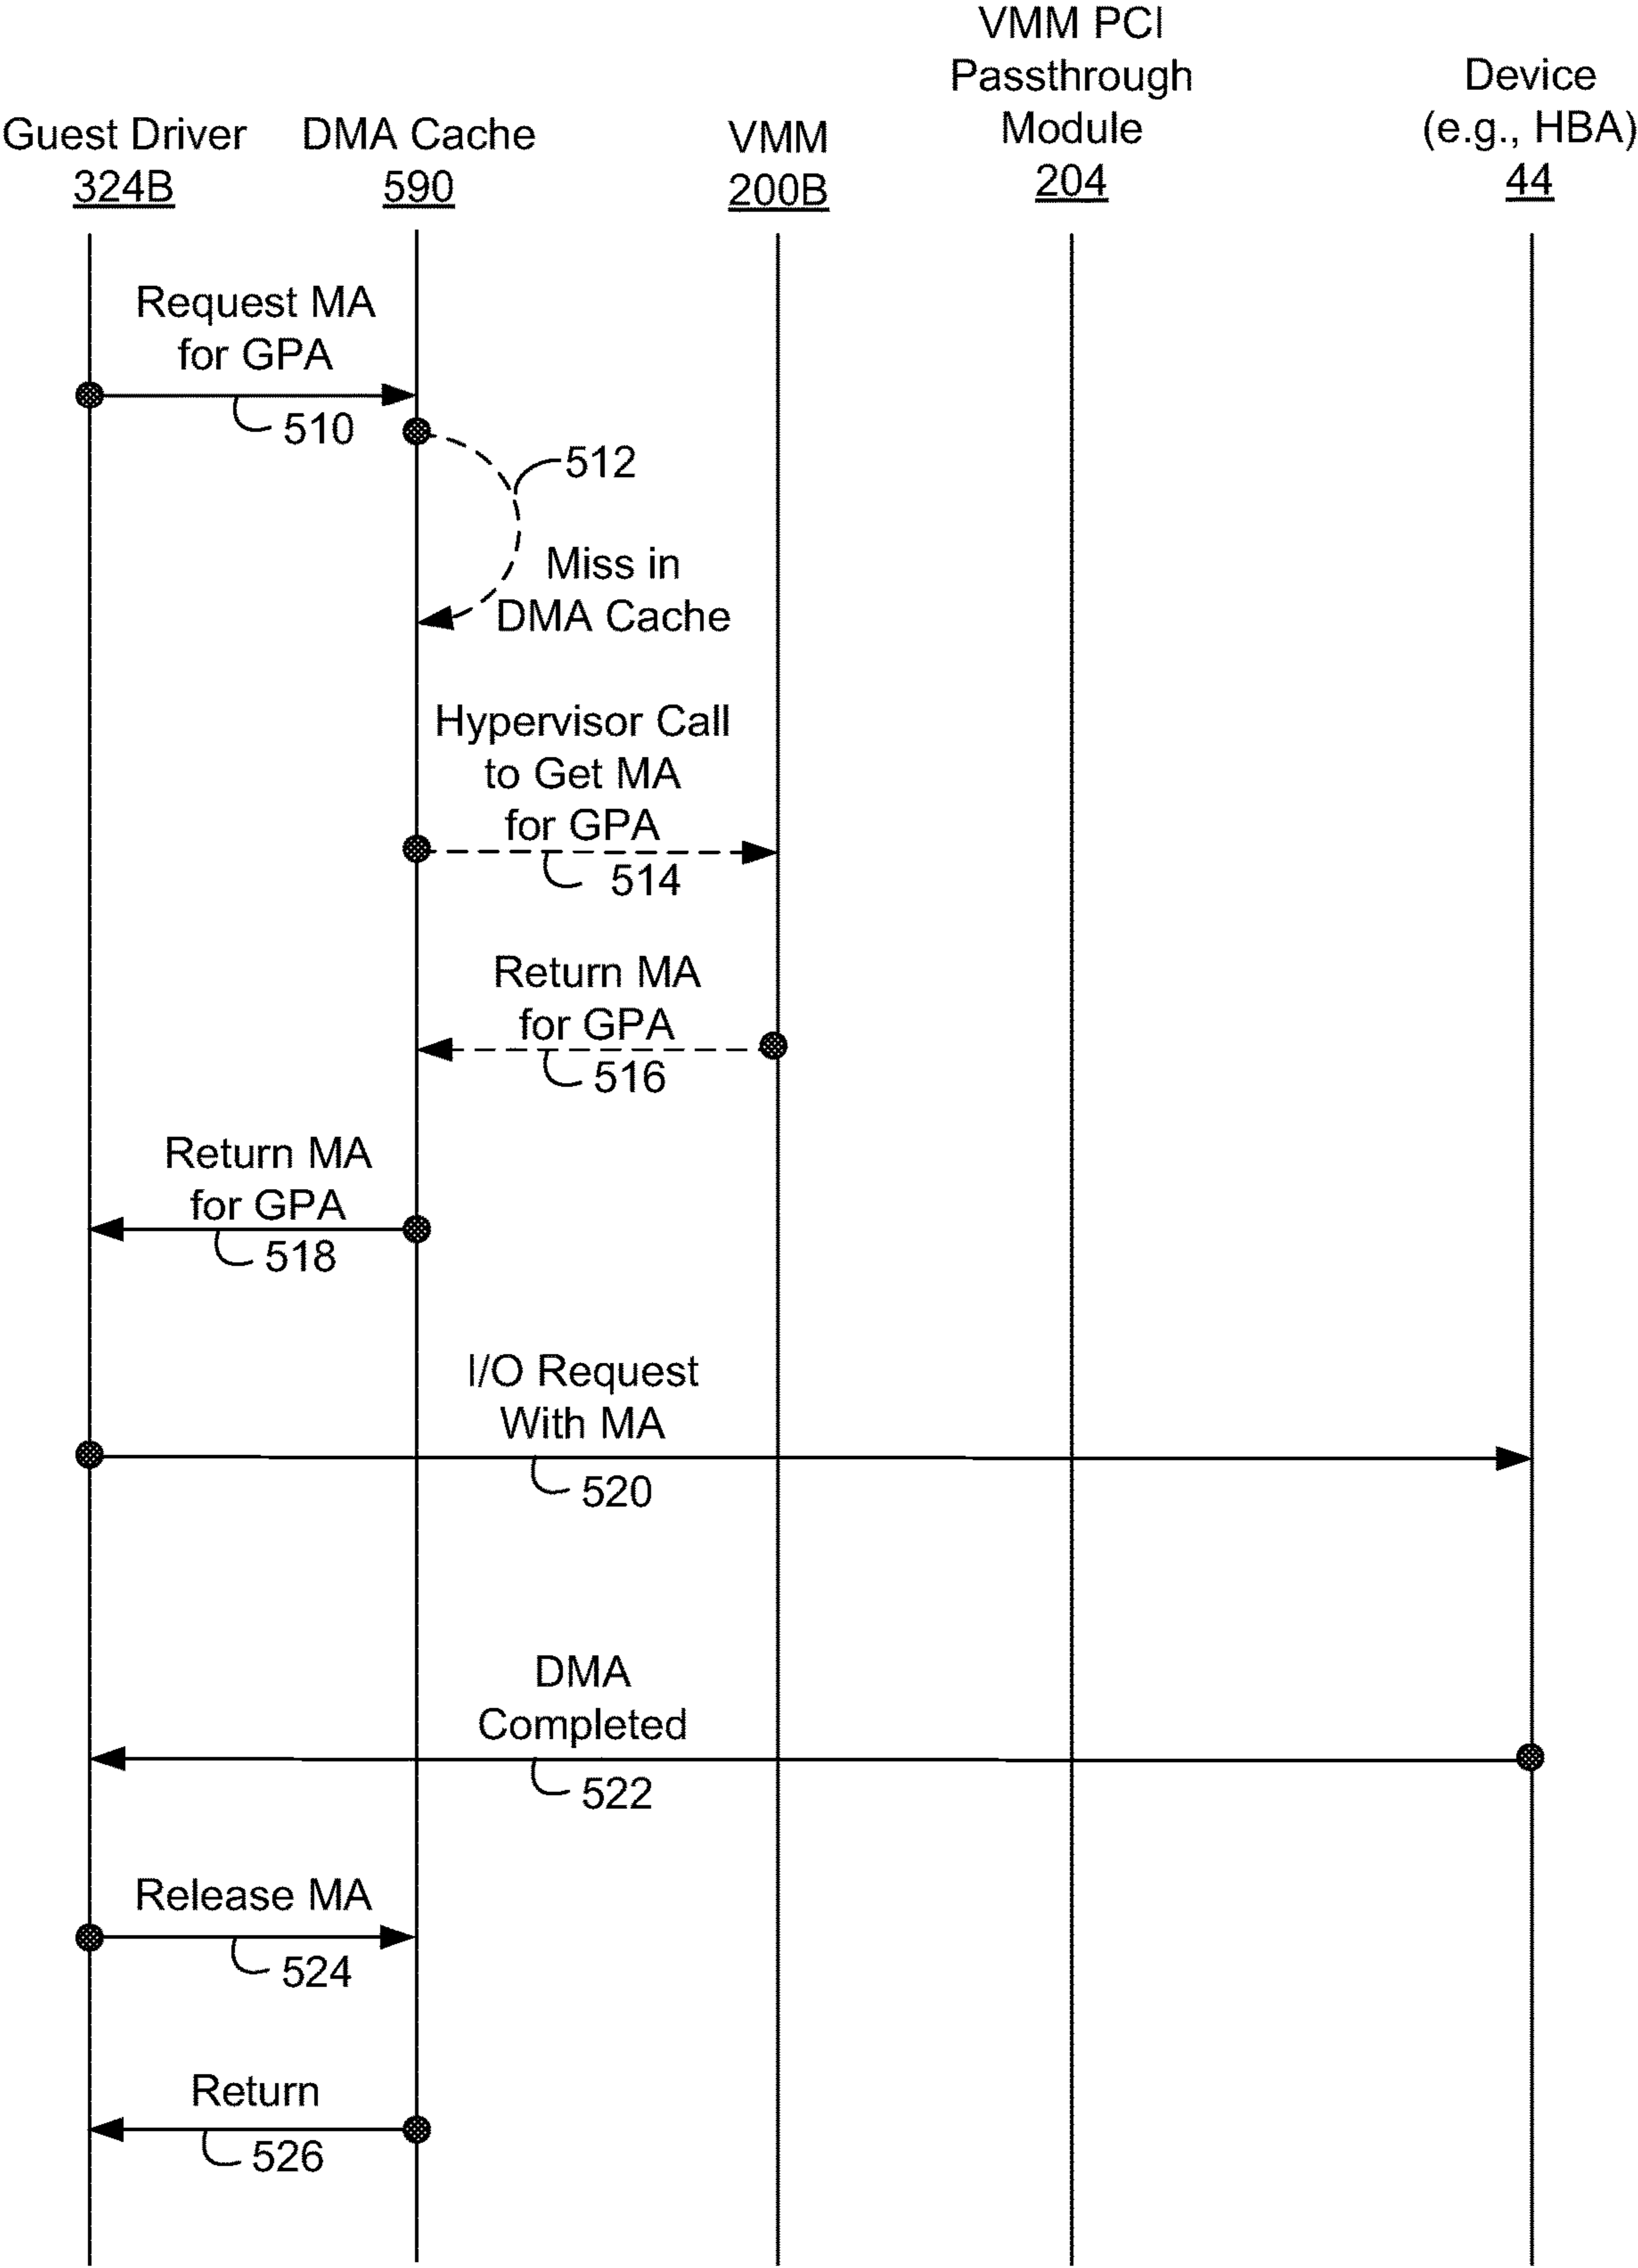 VMM PCI
Passthrough
Module
204
Device
(e.g., HBA)
44
Guest Driver
324B
DMA Cache
590
VMM
200B
Request MA
for GPA
510
512
Miss in
DMA Cache
Hypervisor Call
to Get MA
for GPA
514
Return MA
for GPA
516
Return MA
for GPA
518
I/O Request
With MA
520
DMA
Completed
522
Release MA
524
Return
526